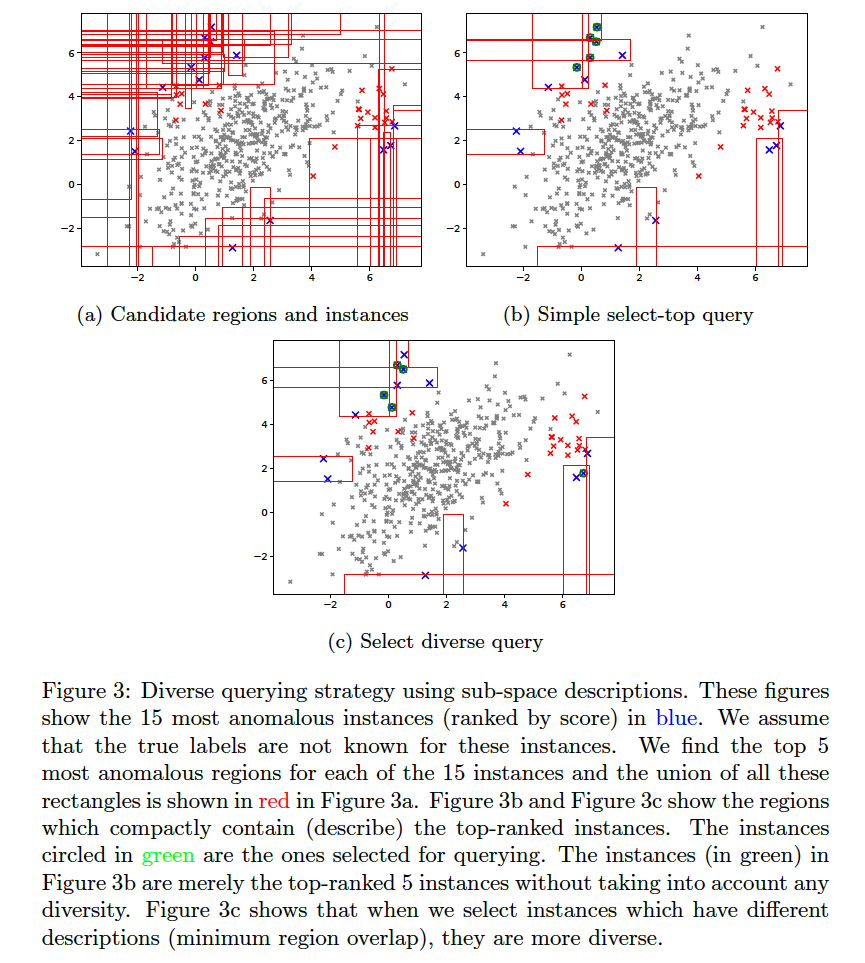 6
4
2
0
−2
−2 0 2 4 6
(a) Candidate regions and instances
6
4
2
0
−2
−2 0 2 4 6
(b) Simple select-top query
6
4
2
0
−2
−2 0 2 4 6
(c) Select diverse query
Figure 3: Diverse querying strategy using sub-space descriptions. These figures
show the 15 most anomalous instances (ranked by score) in blue. We assume
that the true labels are not known for these instances. We find the top 5
most anomalous regions for each of the 15 instances and the union of all these
rectangles is shown in red in Figure 3a. Figure 3b and Figure 3c show the regions
which compactly contain (describe) the top-ranked instances. The instances
circled in green are the ones selected for querying. The instances (in green) in
Figure 3b are merely the top-ranked 5 instances without taking into account any
diversity. Figure 3c shows that when we select instances which have different
descriptions (minimum region overlap), they are more diverse.